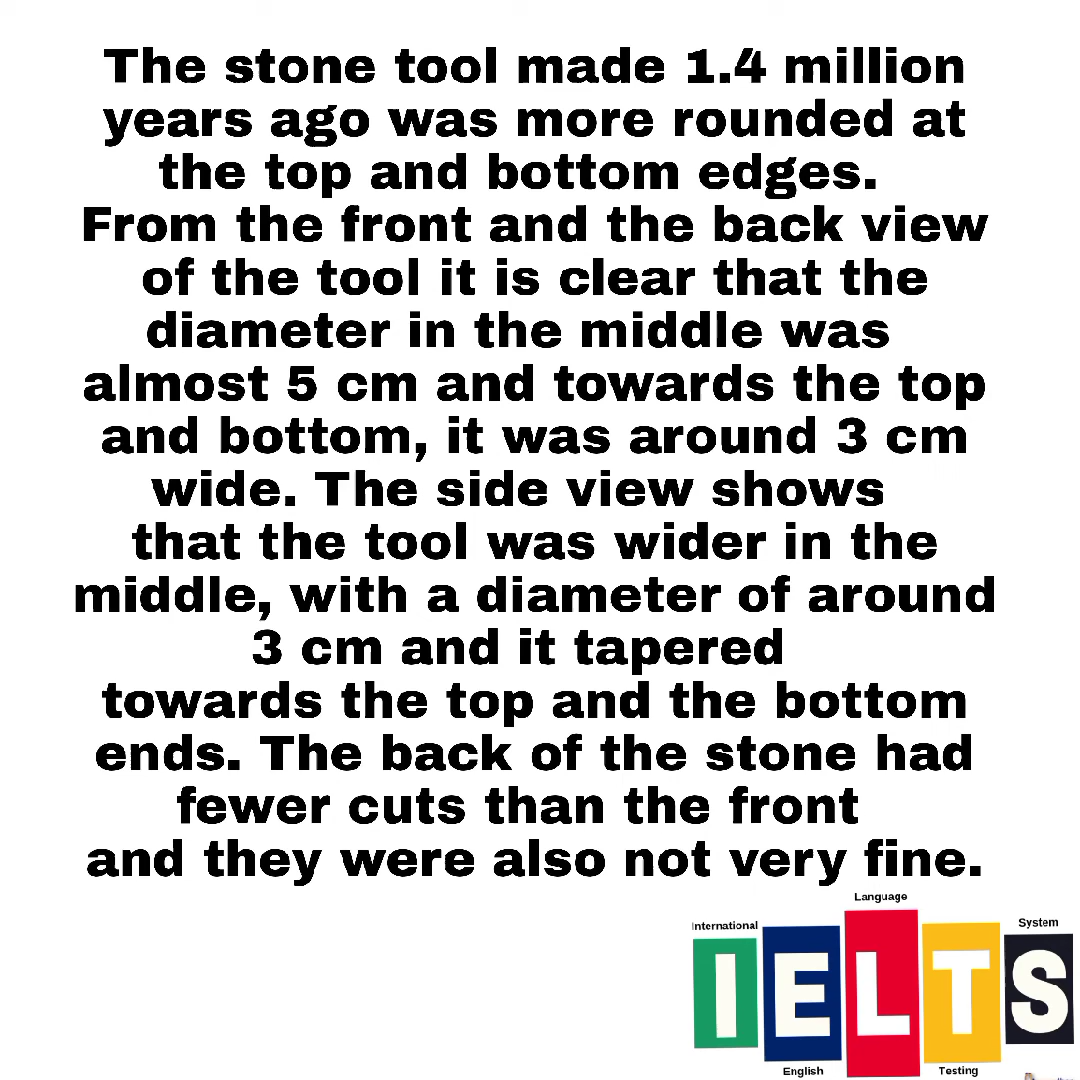 The stone tool made 1.4 million
years ago was more rounded at
the top and bottom edges.
From the front and the back view
of the tool it is clear that the
diameter in the middle was
almost 5 cm and towards the top
and bottom, it was around 3 cm
wide. The side view shows
that the tool was wider in the
middle, with a diameter of around
3 cm and it tapered
towards the top and the bottom
ends. The back of the stone had
fewer cuts than the front
and they were also not very fine.
Language
International
System
IELTS
English
Testing